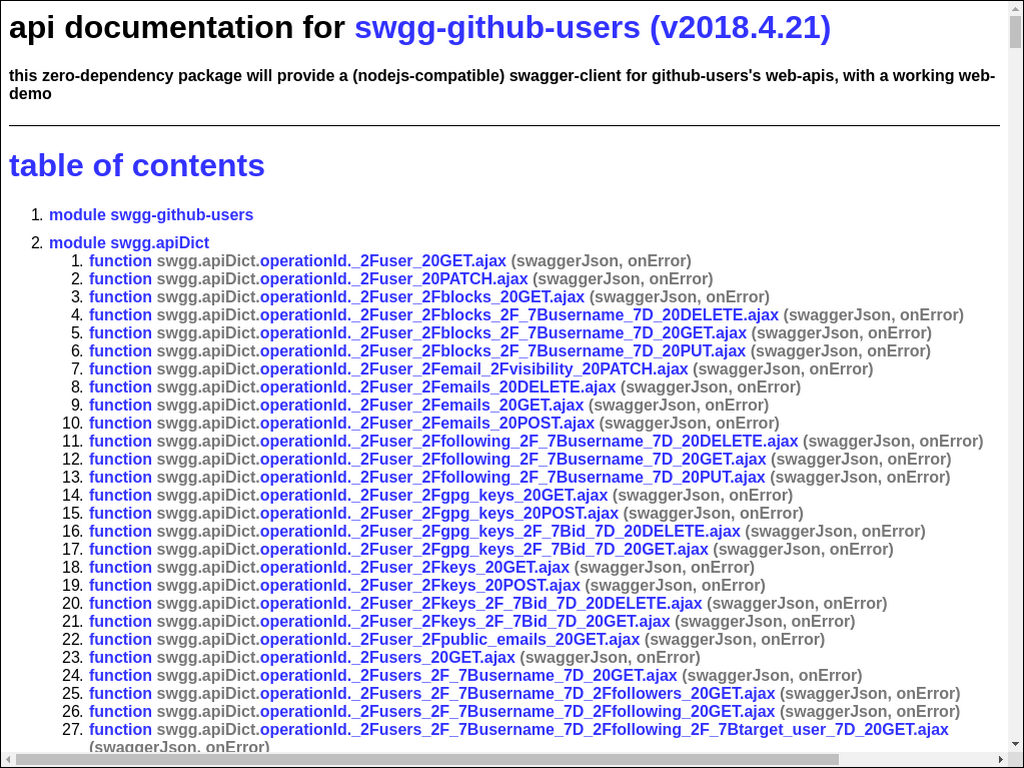 api documentation for swgg-github-users (v2018.4.21)
this zero-dependency package will provide a (nodejs-compatible) swagger-client for github-users's web-apis, with a working web-
demo
table of contents
1. module swgg-github-users
2. module swgg.apiDict
1. function swgg.apiDict.operationId._2Fuser_20GET.ajax (swaggerJson, onError)
2. function swgg.apiDict.operationId._2Fuser_20PATCH.ajax (swaggerJson, onError)
3. function swgg.apiDict.operationId._2Fuser_2Fblocks_20GET.ajax (swaggerJson, onError)
4. function swgg.apiDict.operationId._2Fuser_2Fblocks_2F_7Busername_7D_20DELETE.ajax (swaggerJson, onError)
5. function swgg.apiDict.operationId._2Fuser_2Fblocks_2F_7Busername_7D_20GET.ajax (swaggerJson, onError)
6. function swgg.apiDict.operationId._2Fuser_2Fblocks_2F_7Busername_7D_20PUT.ajax (swaggerJson, onError)
7. function swgg.apiDict.operationId._2Fuser_2Femail_2Fvisibility_20PATCH.ajax (swaggerJson, onError)
8. function swgg.apiDict.operationId._2Fuser_2Femails_20DELETE.ajax (swaggerJson, onError)
9. function swgg.apiDict.operationId._2Fuser_2Femails_20GET.ajax (swaggerJson, onError)
10. function swgg.apiDict.operationId._2Fuser_2Femails_20POST.ajax (swaggerJson, onError)
11. function swgg.apiDict.operationId._2Fuser_2Ffollowing_2F_7Busername_7D_20DELETE.ajax (swaggerJson, onError)
12. function swgg.apiDict.operationId._2Fuser_2Ffollowing_2F_7Busername_7D_20GET.ajax (swaggerJson, onError)
13. function swgg.apiDict.operationId._2Fuser_2Ffollowing_2F_7Busername_7D_20PUT.ajax (swaggerJson, onError)
14. function swgg.apiDict.operationId._2Fuser_2Fgpg_keys_20GET.ajax (swaggerJson, onError)
15. function swgg.apiDict.operationId._2Fuser_2Fgpg_keys_20POST.ajax (swaggerJson, onError)
16. function swgg.apiDict.operationId._2Fuser_2Fgpg_keys_2F_7Bid_7D_20DELETE.ajax (swaggerJson, onError)
17. function swgg.apiDict.operationId._2Fuser_2Fgpg_keys_2F_7Bid_7D_20GET.ajax (swaggerJson, onError)
18. function swgg.apiDict.operationId._2Fuser_2Fkeys_20GET.ajax (swaggerJson, onError)
19. function swgg.apiDict.operationId._2Fuser_2Fkeys_20POST.ajax (swaggerJson, onError)
20. function swgg.apiDict.operationId._2Fuser_2Fkeys_2F_7Bid_7D_20DELETE.ajax (swaggerJson, onError)
21. function swgg.apiDict.operationId._2Fuser_2Fkeys_2F_7Bid_7D_20GET.ajax (swaggerJson, onError)
22. function swgg.apiDict.operationId._2Fuser_2Fpublic_emails_20GET.ajax (swaggerJson, onError)
23. function swgg.apiDict.operationId._2Fusers_20GET.ajax (swaggerJson, onError)
24. function swgg.apiDict.operationId._2Fusers_2F_7Busername_7D_20GET.ajax (swaggerJson, onError)
25. function swgg.apiDict.operationId._2Fusers_2F_7Busername_7D_2Ffollowers_20GET.ajax (swaggerJson, onError)
26. function swgg.apiDict.operationId._2Fusers_2F_7Busername_7D_2Ffollowing_20GET.ajax (swaggerJson, onError)
27. function swgg.apiDict.operationId._2Fusers_2F_7Busername_7D_2Ffollowing_2F_7Btarget_user_7D_20GET.ajax
(swaggerJson, onError)